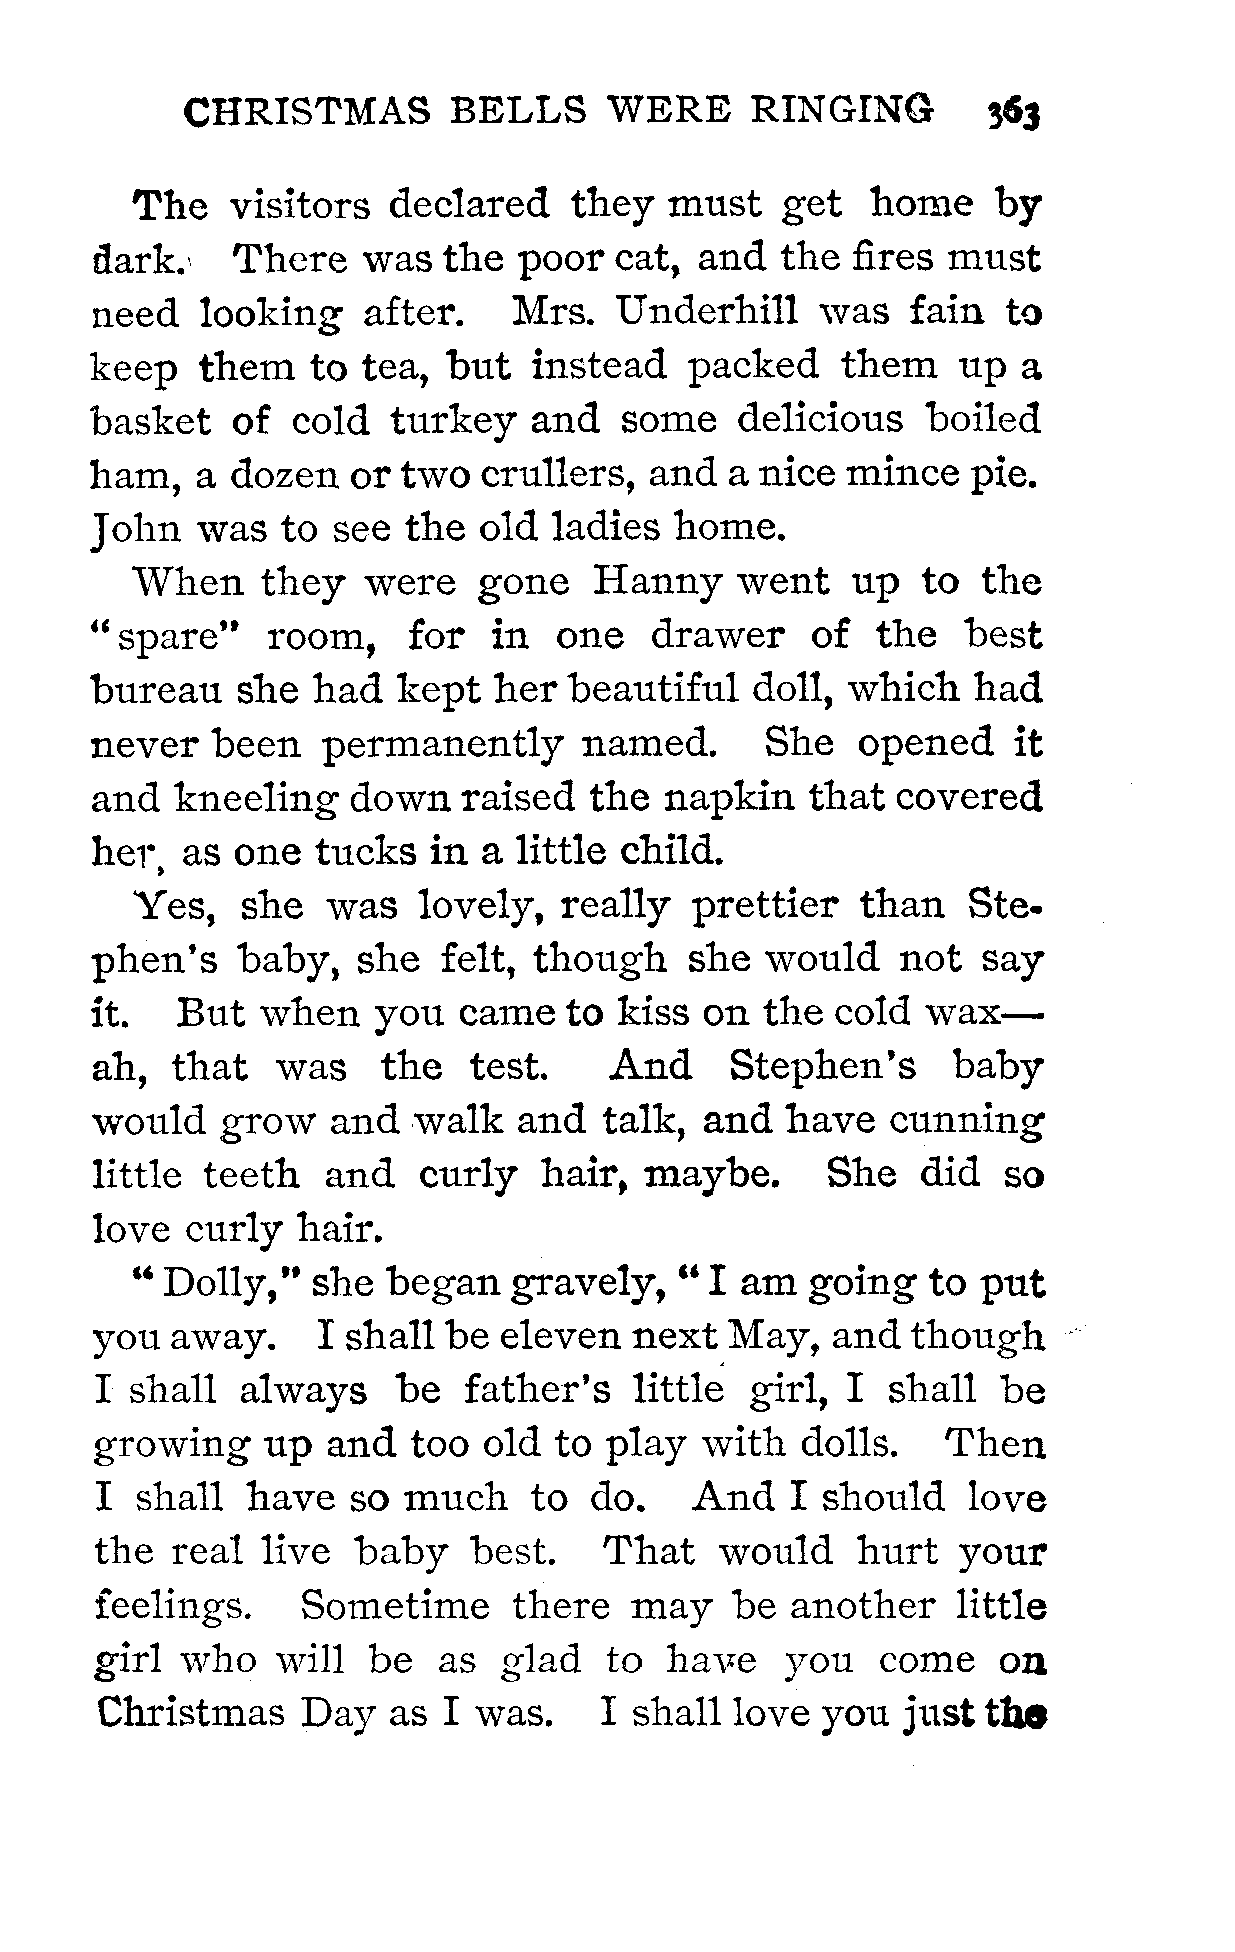 CHRISTMAS BELLS WERE RINGING 363
The visitors declared they must get home by
dark. There was the poor cat, and the fires must
need looking after. Mrs. Underhill was fain to
keep them to tea, but instead packed them up a
basket of cold turkey and some delicious boiled
ham, a dozen or two crullers, and a nice mince pie.
John was to see the old ladies home.
When they were gone Hanny went up to the
“spare” room, for in one drawer of the best
bureau she had kept her beautiful doll, which had
never been permanently named. She opened it
and kneeling down raised the napkin that covered
her, as one tucks in a little child.
Yes, she was lovely, really prettier than Ste-
phen's baby, she felt, though she would not say
it. But when you came to kiss on the cold wax—
ah, that was the test. And Stephen's baby
would grow and walk and talk, and have cunning
little teeth and curly hair, maybe. She did so
love curly hair.
“Dolly,” she began gravely, “I am going to put
you away. I shall be eleven next May, and though
I shall always be father's little girl, I shall be
growing up and too old to play with dolls. Then
I shall have so much to do. And I should love
the real live baby best. That would hurt your
feelings. Sometime there may be another little
girl who will be as glad to have you come on
Christmas Day as I was. I shall love you just the